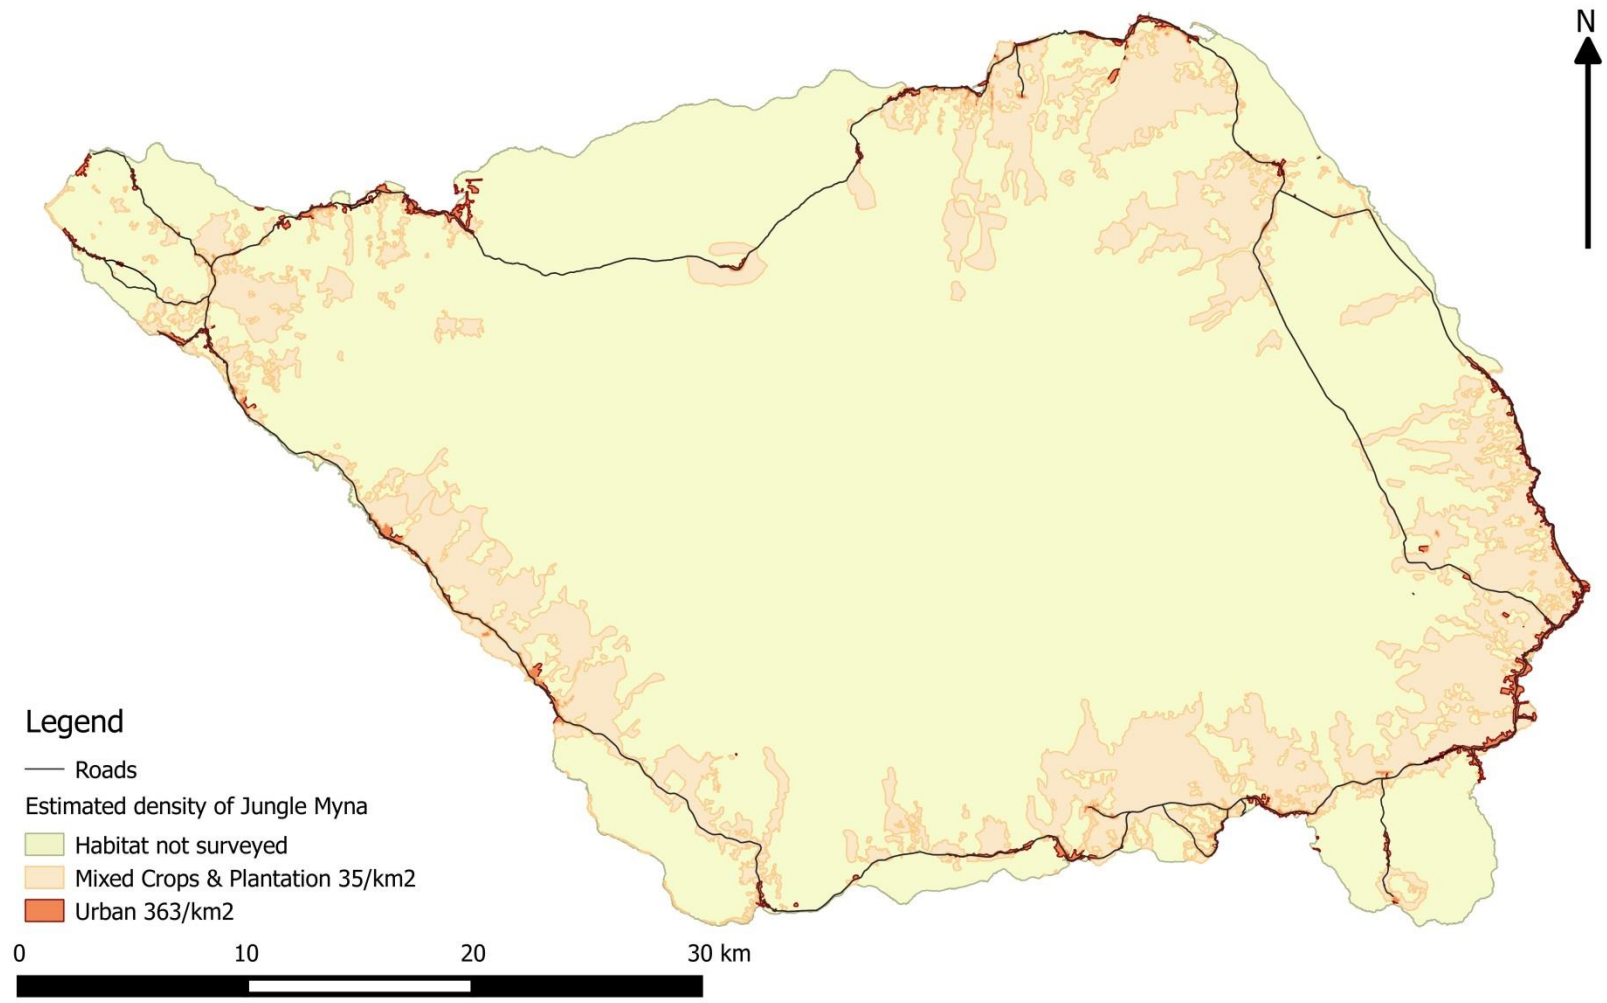 N
Legend
Roads
Estimated density of Jungle Myna
Habitat not surveyed
Mixed Crops & Plantation 35/km2
Urban 363/km2
0 10 20 30 km